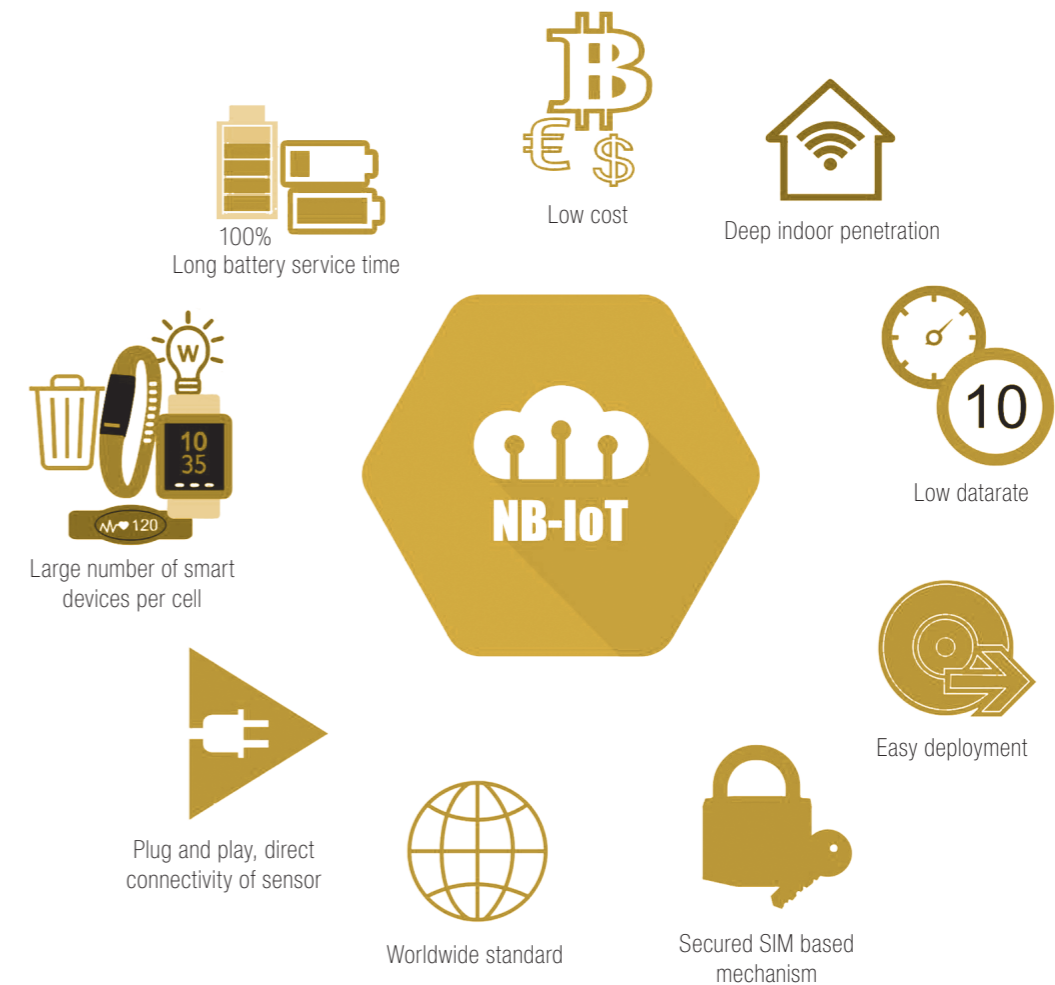 Low cost
Deep indoor penetration
100%
Long battery service time
W
10
35
120
Large number of smart
devices per cell
10
Low datarate
NB-IoT
Easy deployment
Plug and play, direct
connectivity of sensor
Worldwide standard
Secured SIM based
mechanism